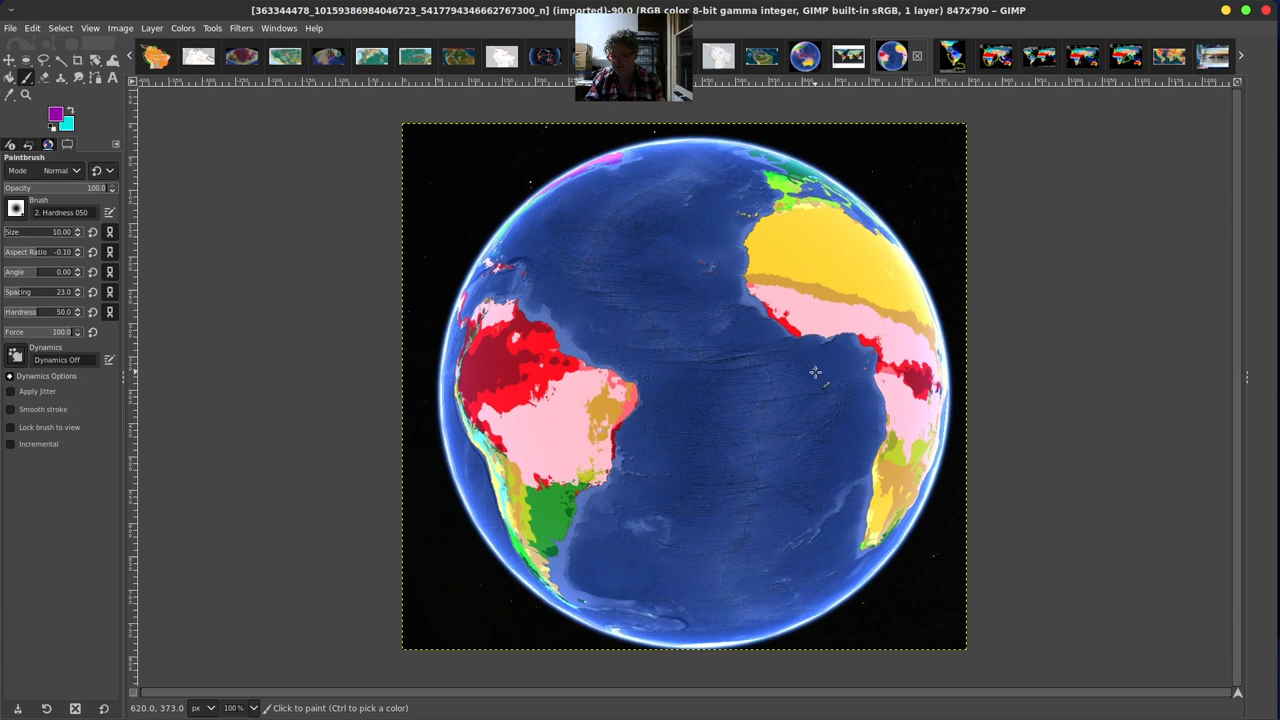 [363344478_10159386984046723_5417794346662767300_n] (imported)-90.0 (RGB color 8-bit gamma integer, GIMP built-in sRGB, 1 layer) 847x790 – GIMP
File Edit Select View Image Layer Colors Tools Filters Windows Help
Paintbrush
Mode Normal
Opacity 100.0
Brush
2. Hardness 050
Size 10.00
Aspect Ratio -0.10
Angle 0.00
Spacing 23.0
Hardness 50.0
Force 100.0
Dynamics
Dynamics Off
Dynamics Options
Apply Jitter
Smooth stroke
Lock brush to view
Incremental
620.0, 373.0 px 100% Click to paint (Ctrl to pick a color)